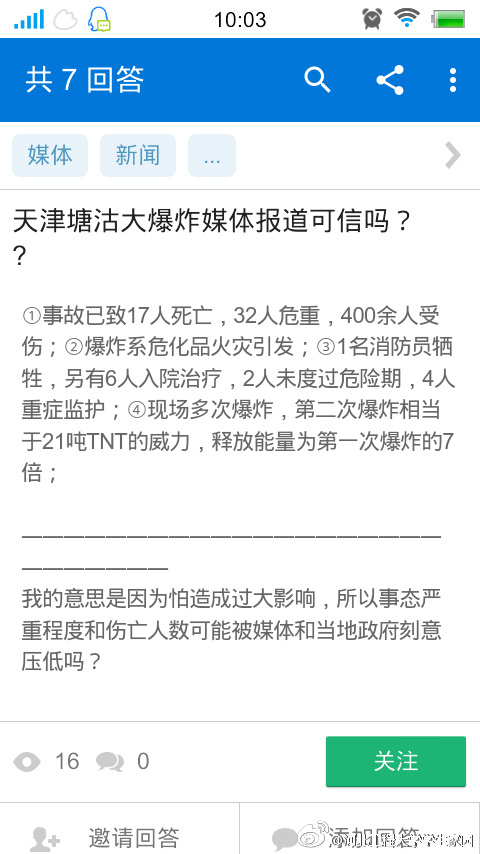 10:03
共 7 回答
媒体 新闻 ...
天津塘沽大爆炸媒体报道可信吗？
?
①事故已致17人死亡，32人危重，400余人受
伤；②爆炸系危化品火灾引发；③1名消防员牺
牲，另有6人入院治疗，2人未度过危险期，4人
重症监护；④现场多次爆炸，第二次爆炸相当
于21吨TNT的威力，释放能量为第一次爆炸的7
倍；
————————————————————
———————
我的意思是因为怕造成过大影响，所以事态严
重程度和伤亡人数可能被媒体和当地政府刻意
压低吗？
16 0 关注
邀请回答 添加回答